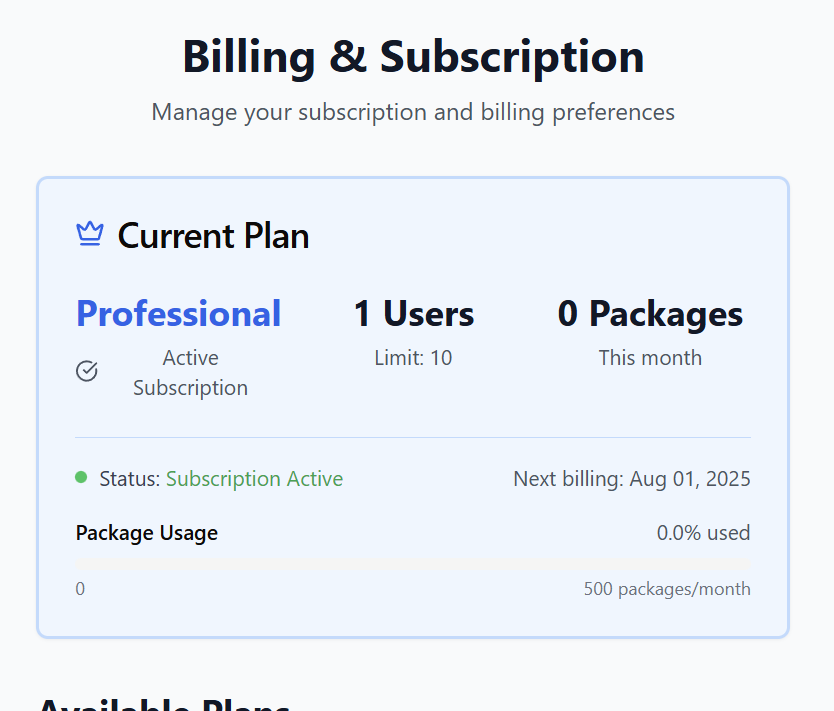 Billing & Subscription
Manage your subscription and billing preferences
Current Plan
Professional
Active
Subscription
1 Users
Limit: 10
0 Packages
This month
Status: Subscription Active
Next billing: Aug 01, 2025
Package Usage
0.0% used
0
500 packages/month
Available Plans